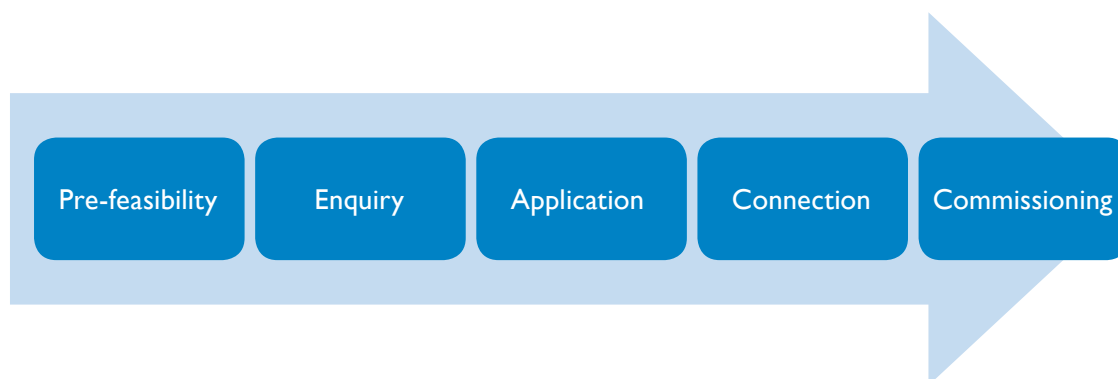 Pre-feasibility
Enquiry
Application
Connection
Commissioning